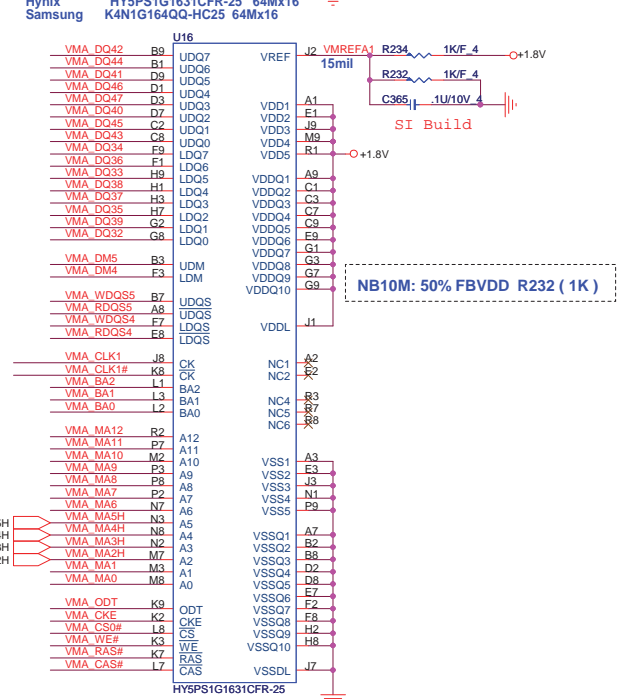 Hynix HY5PS1G1631CFR-25 64Mx16
Samsung K4N1G164QQ-HC25 64Mx16
U16
VMA_DQ42 B9 UDQ7
VMA_DQ44 B1 UDQ6
VMA_DQ41 D9 UDQ5
VMA_DQ46 D1 UDQ4
VMA_DQ47 D3 UDQ3
VMA_DQ40 D7 UDQ2
VMA_DQ45 C2 UDQ1
VMA_DQ43 C8 UDQ0
VMA_DQ34 F9 LDQ7
VMA_DQ36 F1 LDQ6
VMA_DQ33 H9 LDQ5
VMA_DQ38 H1 LDQ4
VMA_DQ37 H3 LDQ3
VMA_DQ35 H7 LDQ2
VMA_DQ39 G2 LDQ1
VMA_DQ32 G8 LDQ0
VMA_DM5 B3 UDM
VMA_DM4 F3 LDM
VMA_WDQS5 B7 UDQS
VMA_RDQS5 A8 UDQS
VMA_WDQS4 F7 LDQS
VMA_RDQS4 E8 LDQS
VMA_CLK1 J8 CK
VMA_CLK1# K8 CK
VMA_BA2 L1 BA2
VMA_BA1 L3 BA1
VMA_BA0 L2 BA0
VMA_MA12 R2 A12
VMA_MA11 P7 A11
VMA_MA10 M2 A10
VMA_MA9 P3 A9
VMA_MA8 P8 A8
VMA_MA7 P2 A7
VMA_MA6 N7 A6
VMA_MA5H N3 A5
VMA_MA4H N8 A4
VMA_MA3H N2 A3
VMA_MA2H M7 A2
VMA_MA1 M3 A1
VMA_MA0 M8 A0
VMA_ODT K9 ODT
VMA_CKE K2 CKE
VMA_CS0# L8 CS
VMA_WE# K3 WE
VMA_RAS# K7 RAS
VMA_CAS# L7 CAS
VREF J2 VMREFA1 R234 1K/F_4 +1.8V
15mil R232 1K/F_4
C365 .1U/10V_4
SI Build
VDD1 A1
VDD2 E1
VDD3 J9
VDD4 M9
VDD5 R1 +1.8V
VDDQ1 A9
VDDQ2 C1
VDDQ3 C3
VDDQ4 C7
VDDQ5 C9
VDDQ6 E9
VDDQ7 G1
VDDQ8 G3
VDDQ9 G7
VDDQ10 G9
NB10M: 50% FBVDD R232 ( 1K )
VDDL J1
NC1 A2
NC2 E2
NC4 R3
NC5 R7
NC6 R8
VSS1 A3
VSS2 E3
VSS3 J3
VSS4 N1
VSS5 P9
VSSQ1 A7
VSSQ2 B2
VSSQ3 B8
VSSQ4 D2
VSSQ5 D8
VSSQ6 E7
VSSQ7 F2
VSSQ8 F8
VSSQ9 H2
VSSQ10 H8
VSSDL J7
HY5PS1G1631CFR-25